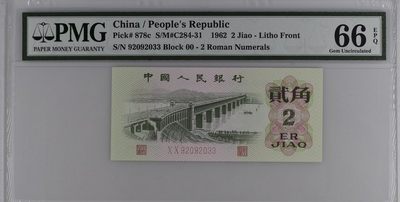 PMG
PAPER MONEY GUARANTY
China / People's Republic
Pick# 878c S/M#C284-31 1962 2 Jiao - Litho Front
S/N 92092033 Block 00 - 2 Roman Numerals
66 EPQ
Gem Uncirculated
中国人民银行
贰角
2
ER
JIAO
X X 92092033